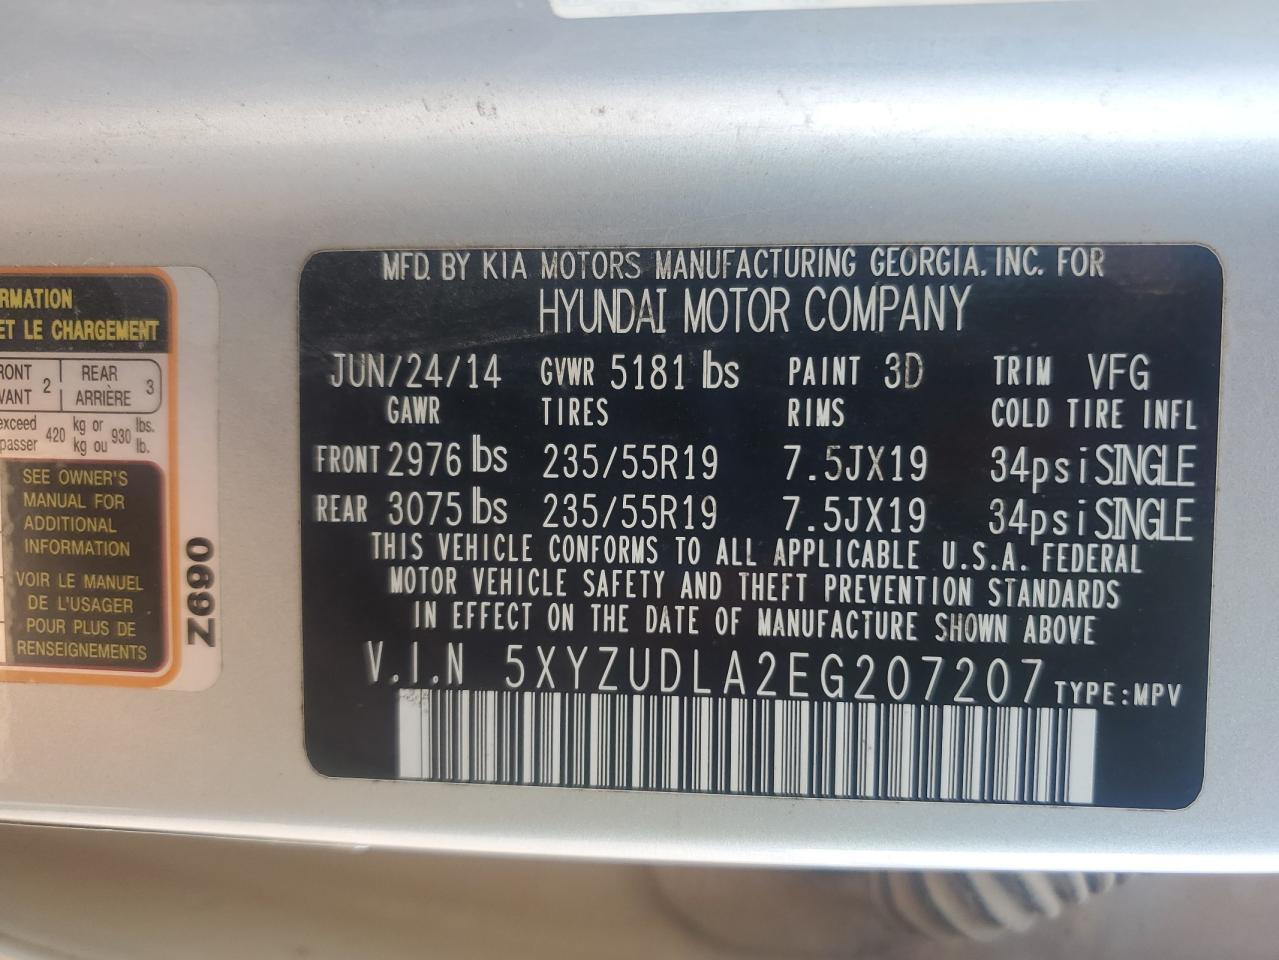 RMATION
ET LE CHARGEMENT
RONT 2 REAR 3
VANT ARRIÈRE
exceed 420 kg or 930 lbs.
passer kg ou lb.
SEE OWNER'S
MANUAL FOR
ADDITIONAL
INFORMATION
VOIR LE MANUEL
DE L'USAGER
POUR PLUS DE
RENSEIGNEMENTS
Z690
MFD. BY KIA MOTORS MANUFACTURING GEORGIA, INC. FOR
HYUNDAI MOTOR COMPANY
JUN/24/14 GVWR 5181 lbs PAINT 3D TRIM VFG
GAWR TIRES RIMS COLD TIRE INFL
FRONT 2976 lbs 235/55R19 7.5JX19 34psi SINGLE
REAR 3075 lbs 235/55R19 7.5JX19 34psi SINGLE
THIS VEHICLE CONFORMS TO ALL APPLICABLE U.S.A. FEDERAL
MOTOR VEHICLE SAFETY AND THEFT PREVENTION STANDARDS
IN EFFECT ON THE DATE OF MANUFACTURE SHOWN ABOVE
V.I.N 5XYZUDLA2EG207207 TYPE:MPV